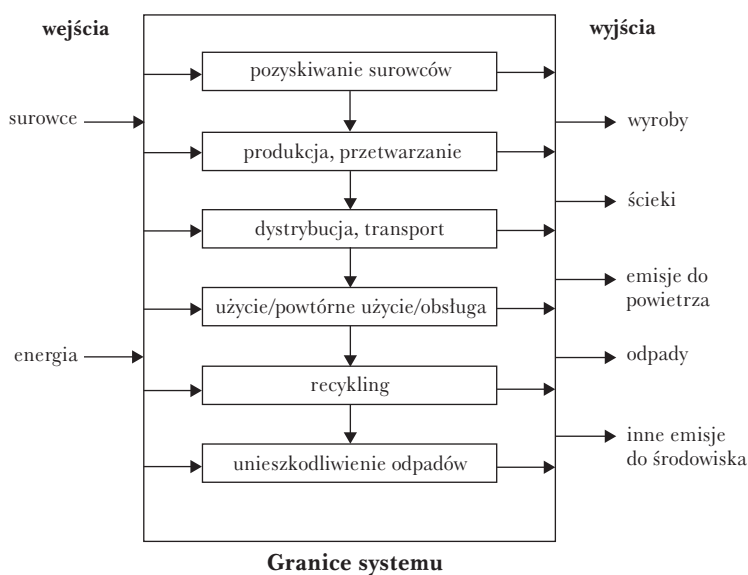 wejścia
wyjścia
pozyskiwanie surowców
surowce
wyroby
produkcja, przetwarzanie
ścieki
dystrybucja, transport
emisje do
powietrza
użycie/powtórne użycie/obsługa
energia
odpady
recykling
inne emisje
do środowiska
unieszkodliwienie odpadów
Granice systemu